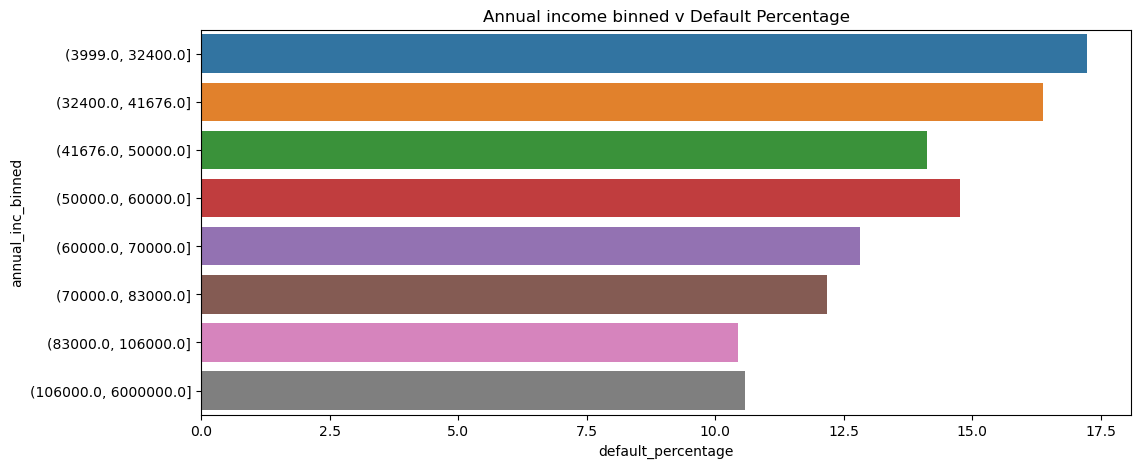 Annual income binned v Default Percentage
(3999.0, 32400.0]
(32400.0, 41676.0]
(41676.0, 50000.0]
(50000.0, 60000.0]
(60000.0, 70000.0]
(70000.0, 83000.0]
(83000.0, 106000.0]
(106000.0, 6000000.0]
annual_inc_binned
0.0 2.5 5.0 7.5 10.0 12.5 15.0 17.5
default_percentage